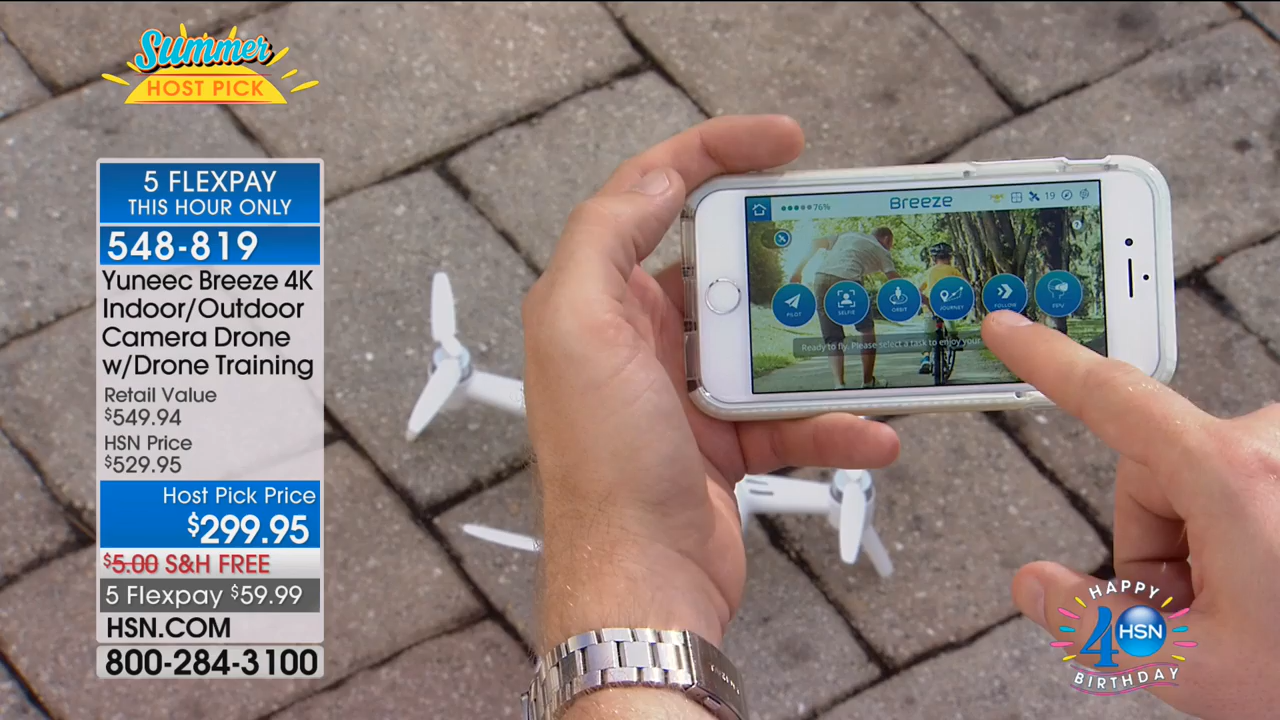 Summer
HOST PICK
5 FLEXPAY
THIS HOUR ONLY
548-819
Yuneec Breeze 4K
Indoor/Outdoor
Camera Drone
w/Drone Training
Retail Value
$549.94
HSN Price
$529.95
Host Pick Price
$299.95
$5.00 S&H FREE
5 Flexpay $59.99
HSN.COM
800-284-3100
76%
Breeze
19
PILOT
SELFIE
ORBIT
JOURNEY
FOLLOW
FPV
Ready to fly. Please select a task to enjoy your
HAPPY
40
HSN
BIRTHDAY